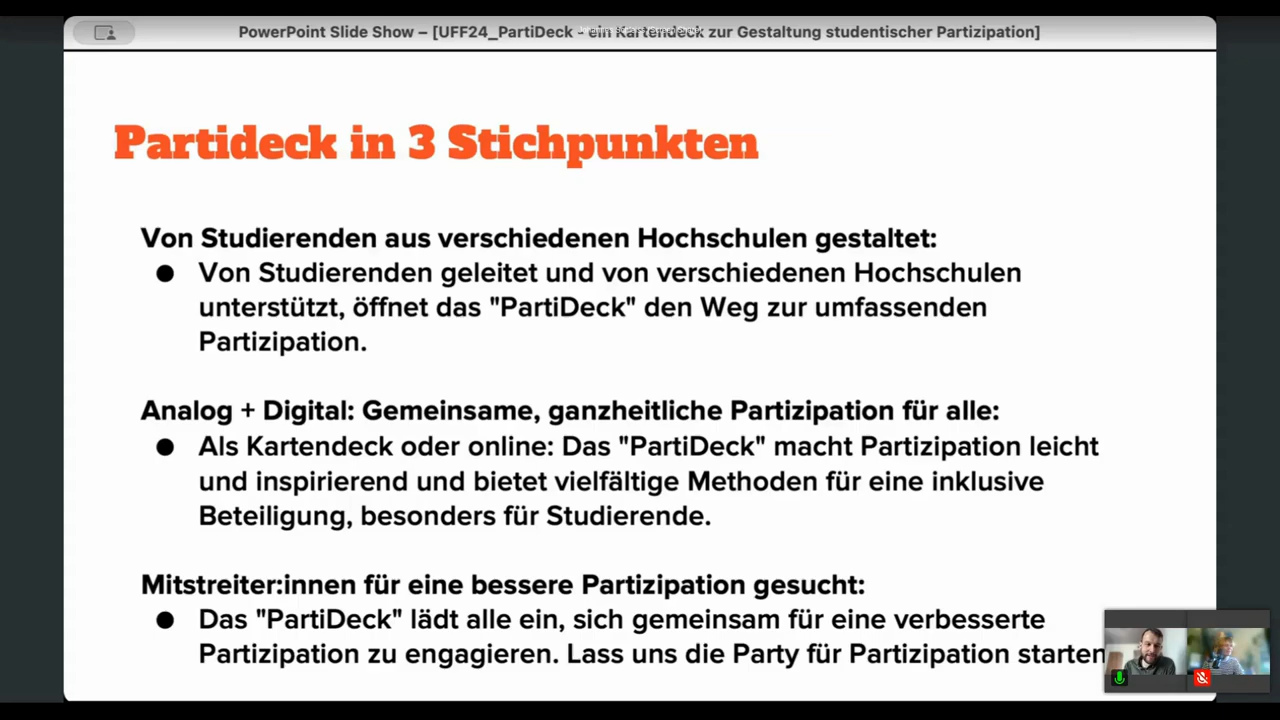 PowerPoint Slide Show – [UFF24_PartiDeck - ein Kartendeck zur Gestaltung studentischer Partizipation]
Partideck in 3 Stichpunkten
Von Studierenden aus verschiedenen Hochschulen gestaltet:
● Von Studierenden geleitet und von verschiedenen Hochschulen
unterstützt, öffnet das "PartiDeck" den Weg zur umfassenden
Partizipation.
Analog + Digital: Gemeinsame, ganzheitliche Partizipation für alle:
● Als Kartendeck oder online: Das "PartiDeck" macht Partizipation leicht
und inspirierend und bietet vielfältige Methoden für eine inklusive
Beteiligung, besonders für Studierende.
Mitstreiter:innen für eine bessere Partizipation gesucht:
● Das "PartiDeck" lädt alle ein, sich gemeinsam für eine verbesserte
Partizipation zu engagieren. Lass uns die Party für Partizipation starten